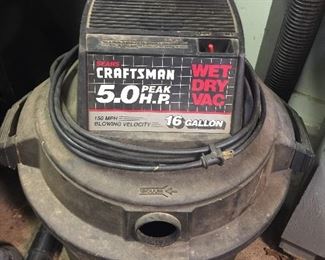 SEARS
CRAFTSMAN
5.0 PEAK H.P.
WET
DRY
VAC
150 MPH
BLOWING VELOCITY
16 GALLON